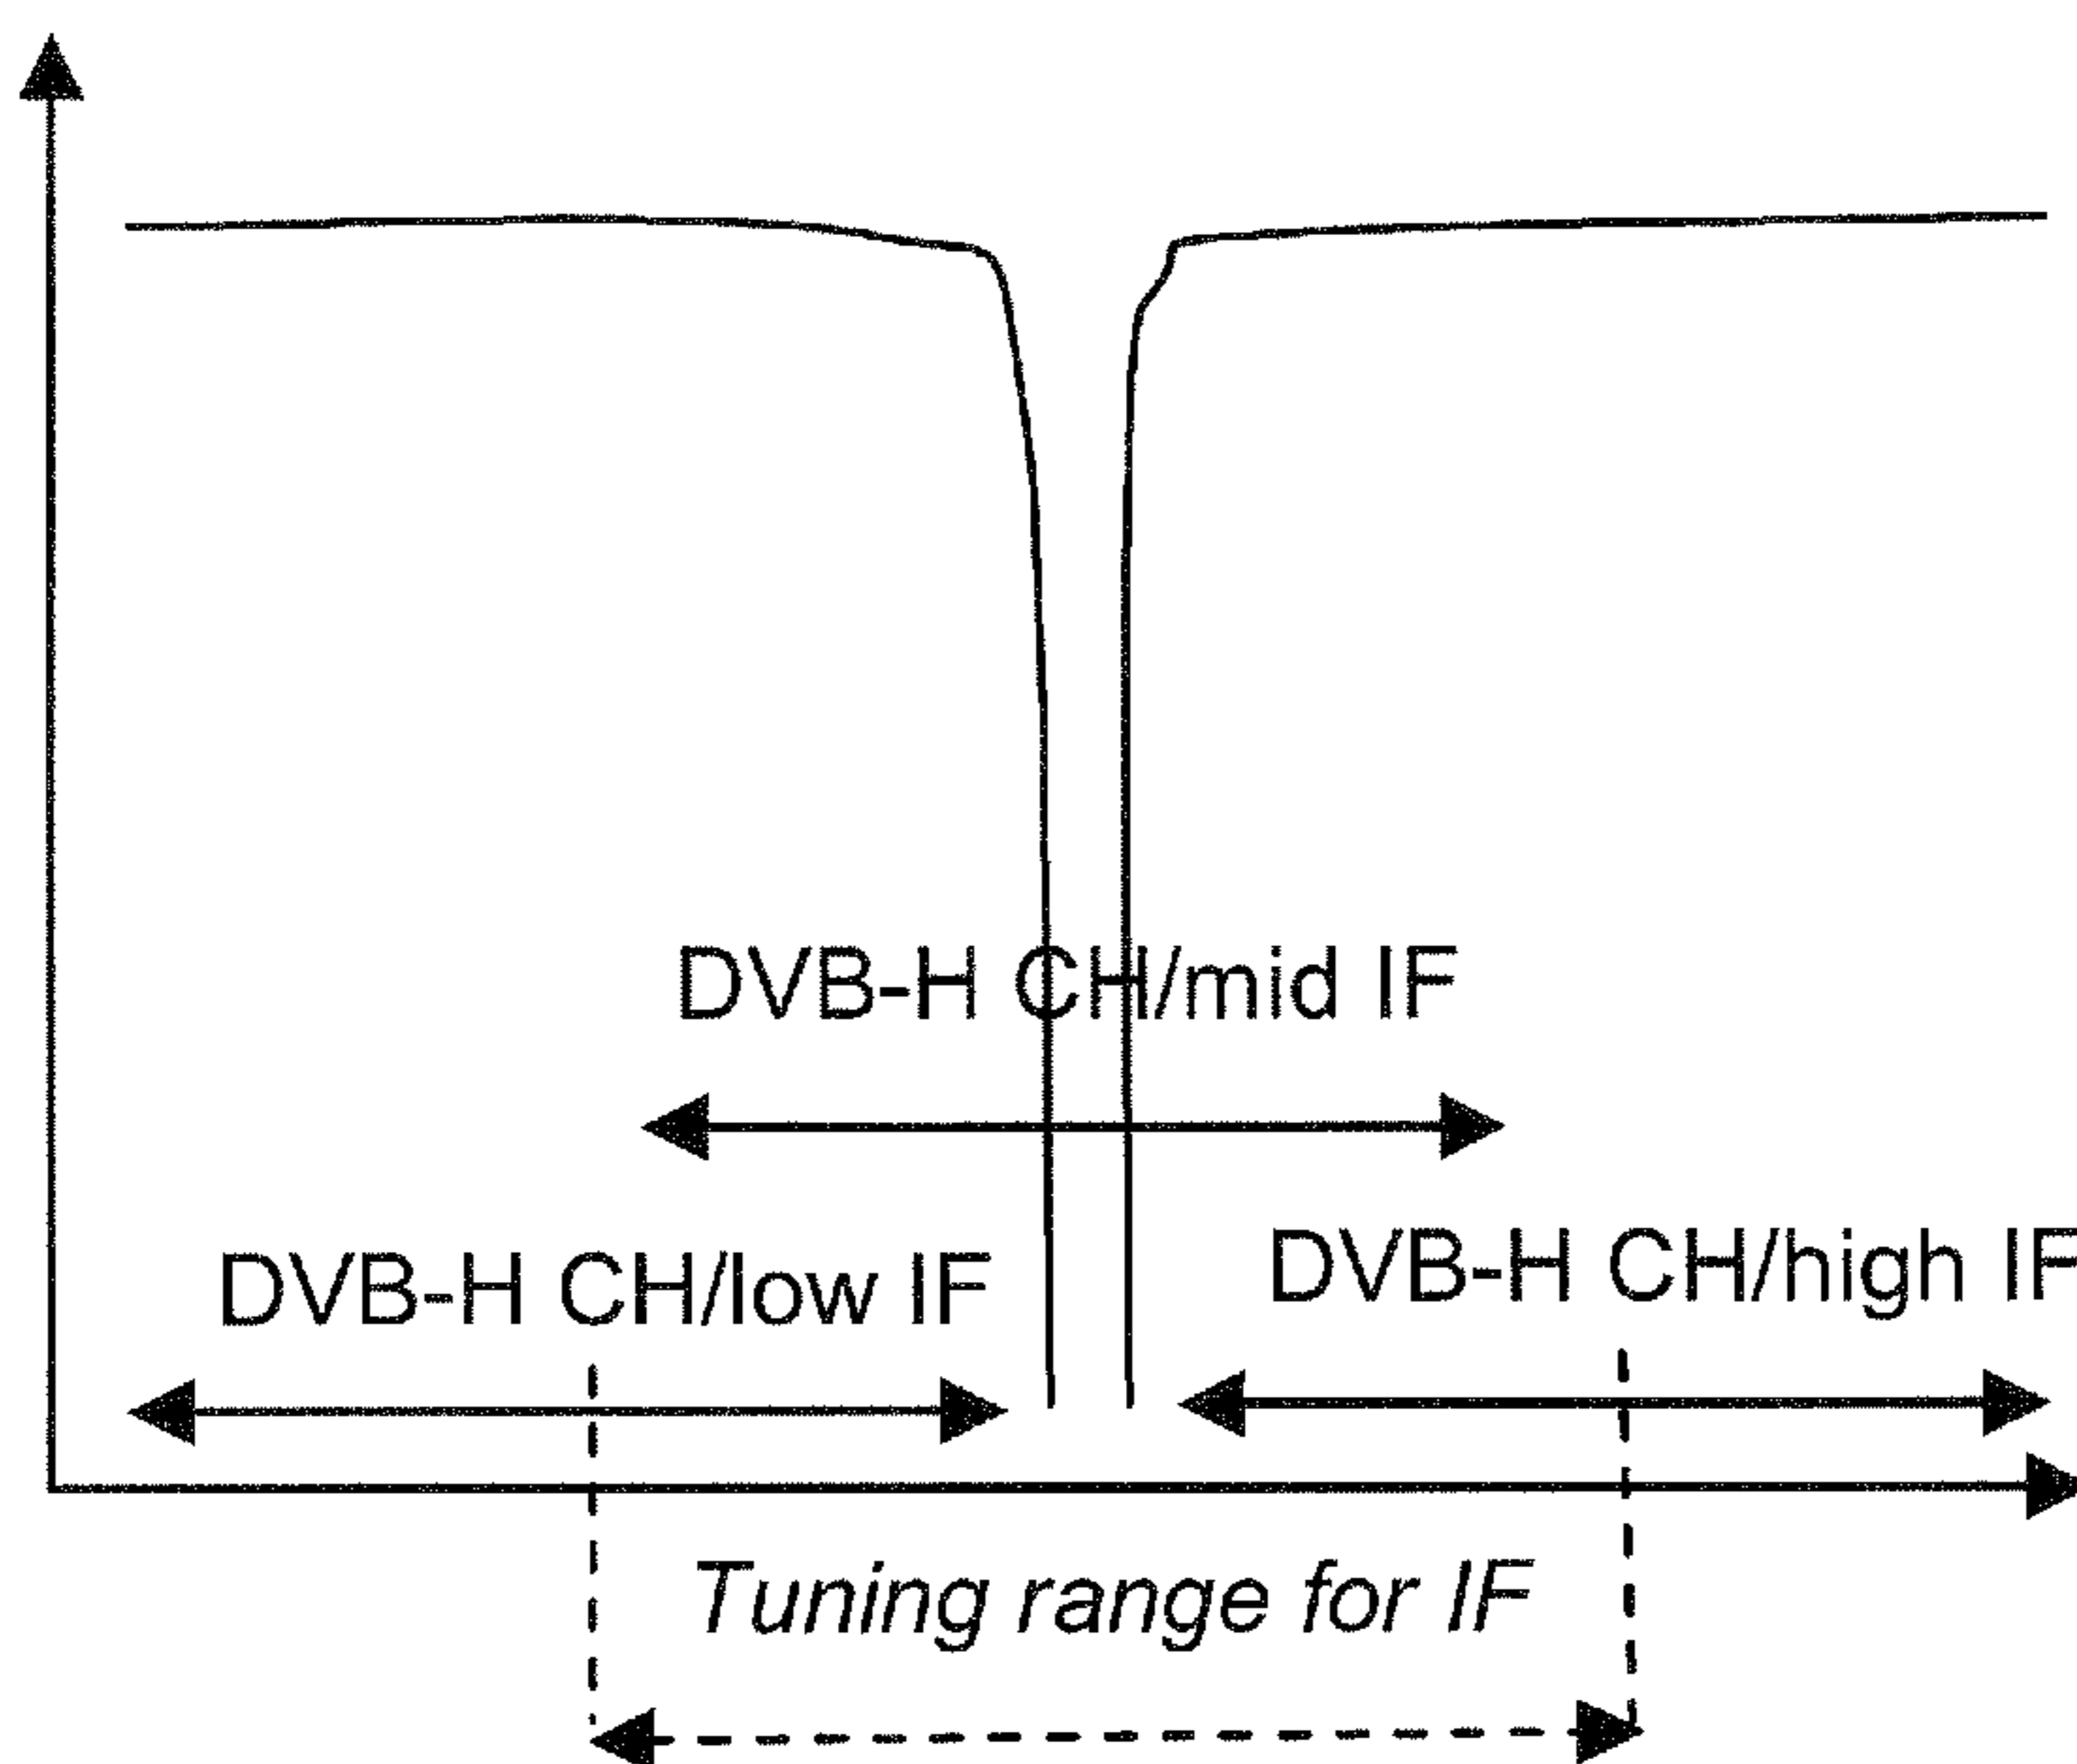 DVB-H CH/mid IF
DVB-H CH/low IF
DVB-H CH/high IF
Tuning range for IF